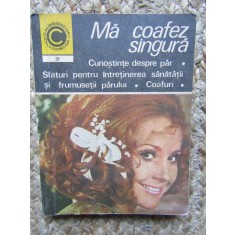 Mă coafez
singură
Cunoştinţe despre păr •
Sfaturi pentru întreţinerea sănătăţii
şi frumuseţii părului • Coafuri •